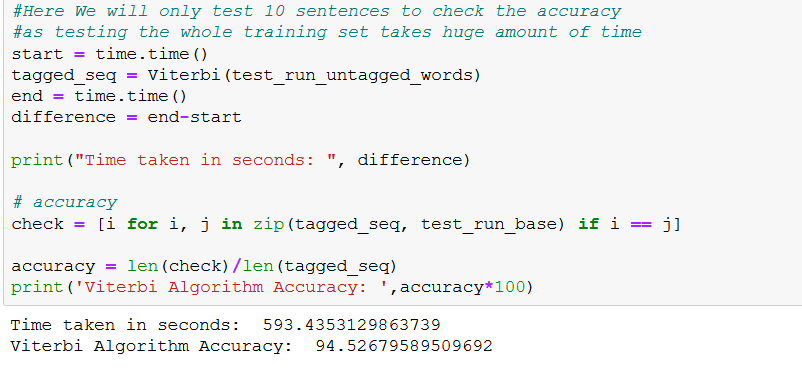 #Here We will only test 10 sentences to check the accuracy
#as testing the whole training set takes huge amount of time
start = time.time()
tagged_seq = Viterbi(test_run_untagged_words)
end = time.time()
difference = end-start
print("Time taken in seconds: ", difference)
# accuracy
check = [i for i, j in zip(tagged_seq, test_run_base) if i == j]
accuracy = len(check)/len(tagged_seq)
print('Viterbi Algorithm Accuracy: ',accuracy*100)
Time taken in seconds:  593.4353129863739
Viterbi Algorithm Accuracy:  94.52679589509692